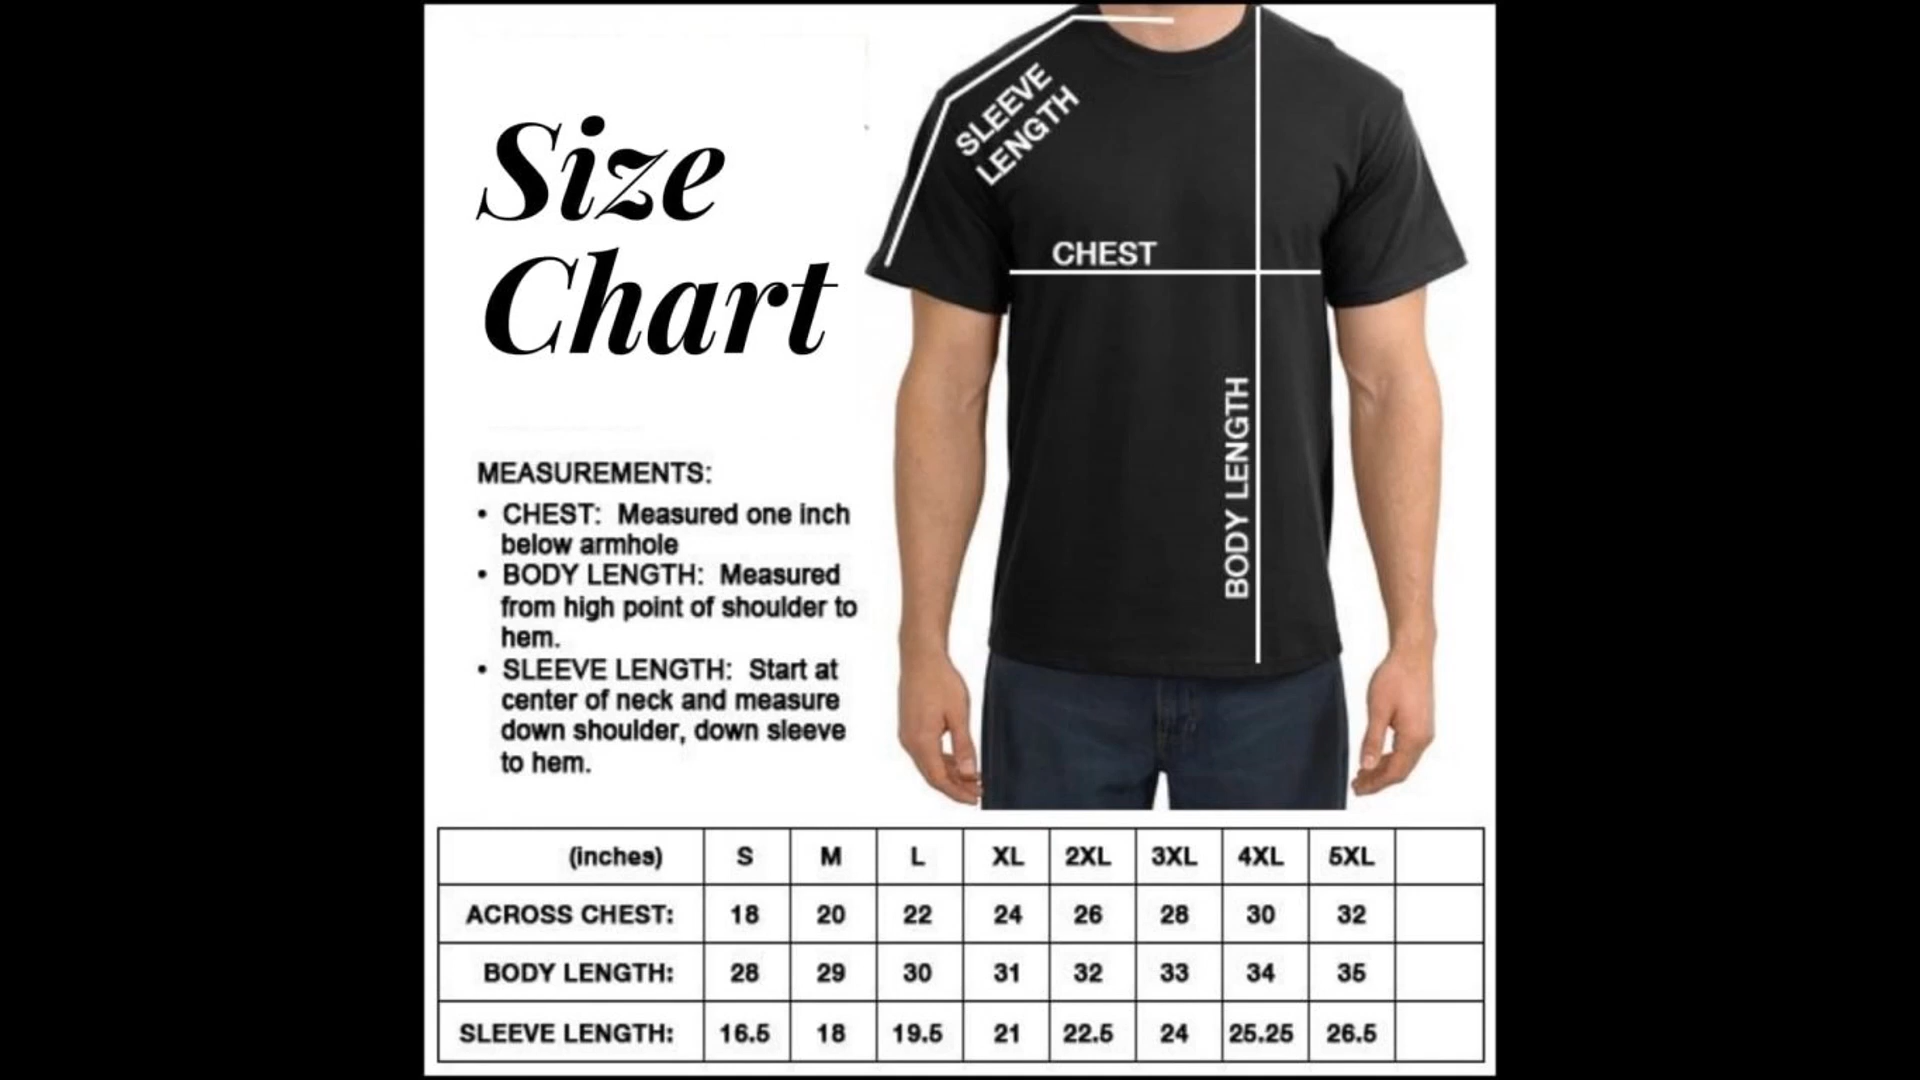 Size
Chart
SLEEVE
LENGTH
CHEST
BODY LENGTH
MEASUREMENTS:
• CHEST: Measured one inch
below armhole
• BODY LENGTH: Measured
from high point of shoulder to
hem.
• SLEEVE LENGTH: Start at
center of neck and measure
down shoulder, down sleeve
to hem.
(inches) S M L XL 2XL 3XL 4XL 5XL
ACROSS CHEST: 18 20 22 24 26 28 30 32
BODY LENGTH: 28 29 30 31 32 33 34 35
SLEEVE LENGTH: 16.5 18 19.5 21 22.5 24 25.25 26.5